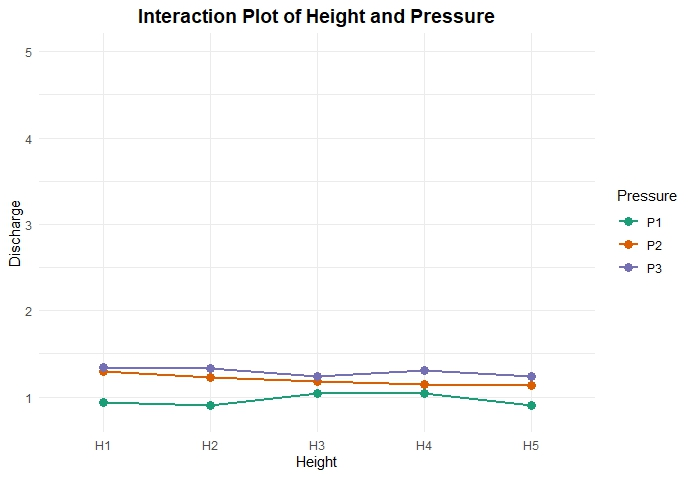 Interaction Plot of Height and Pressure
5
4
3
2
1
Discharge
H1 H2 H3 H4 H5
Height
Pressure
P1
P2
P3